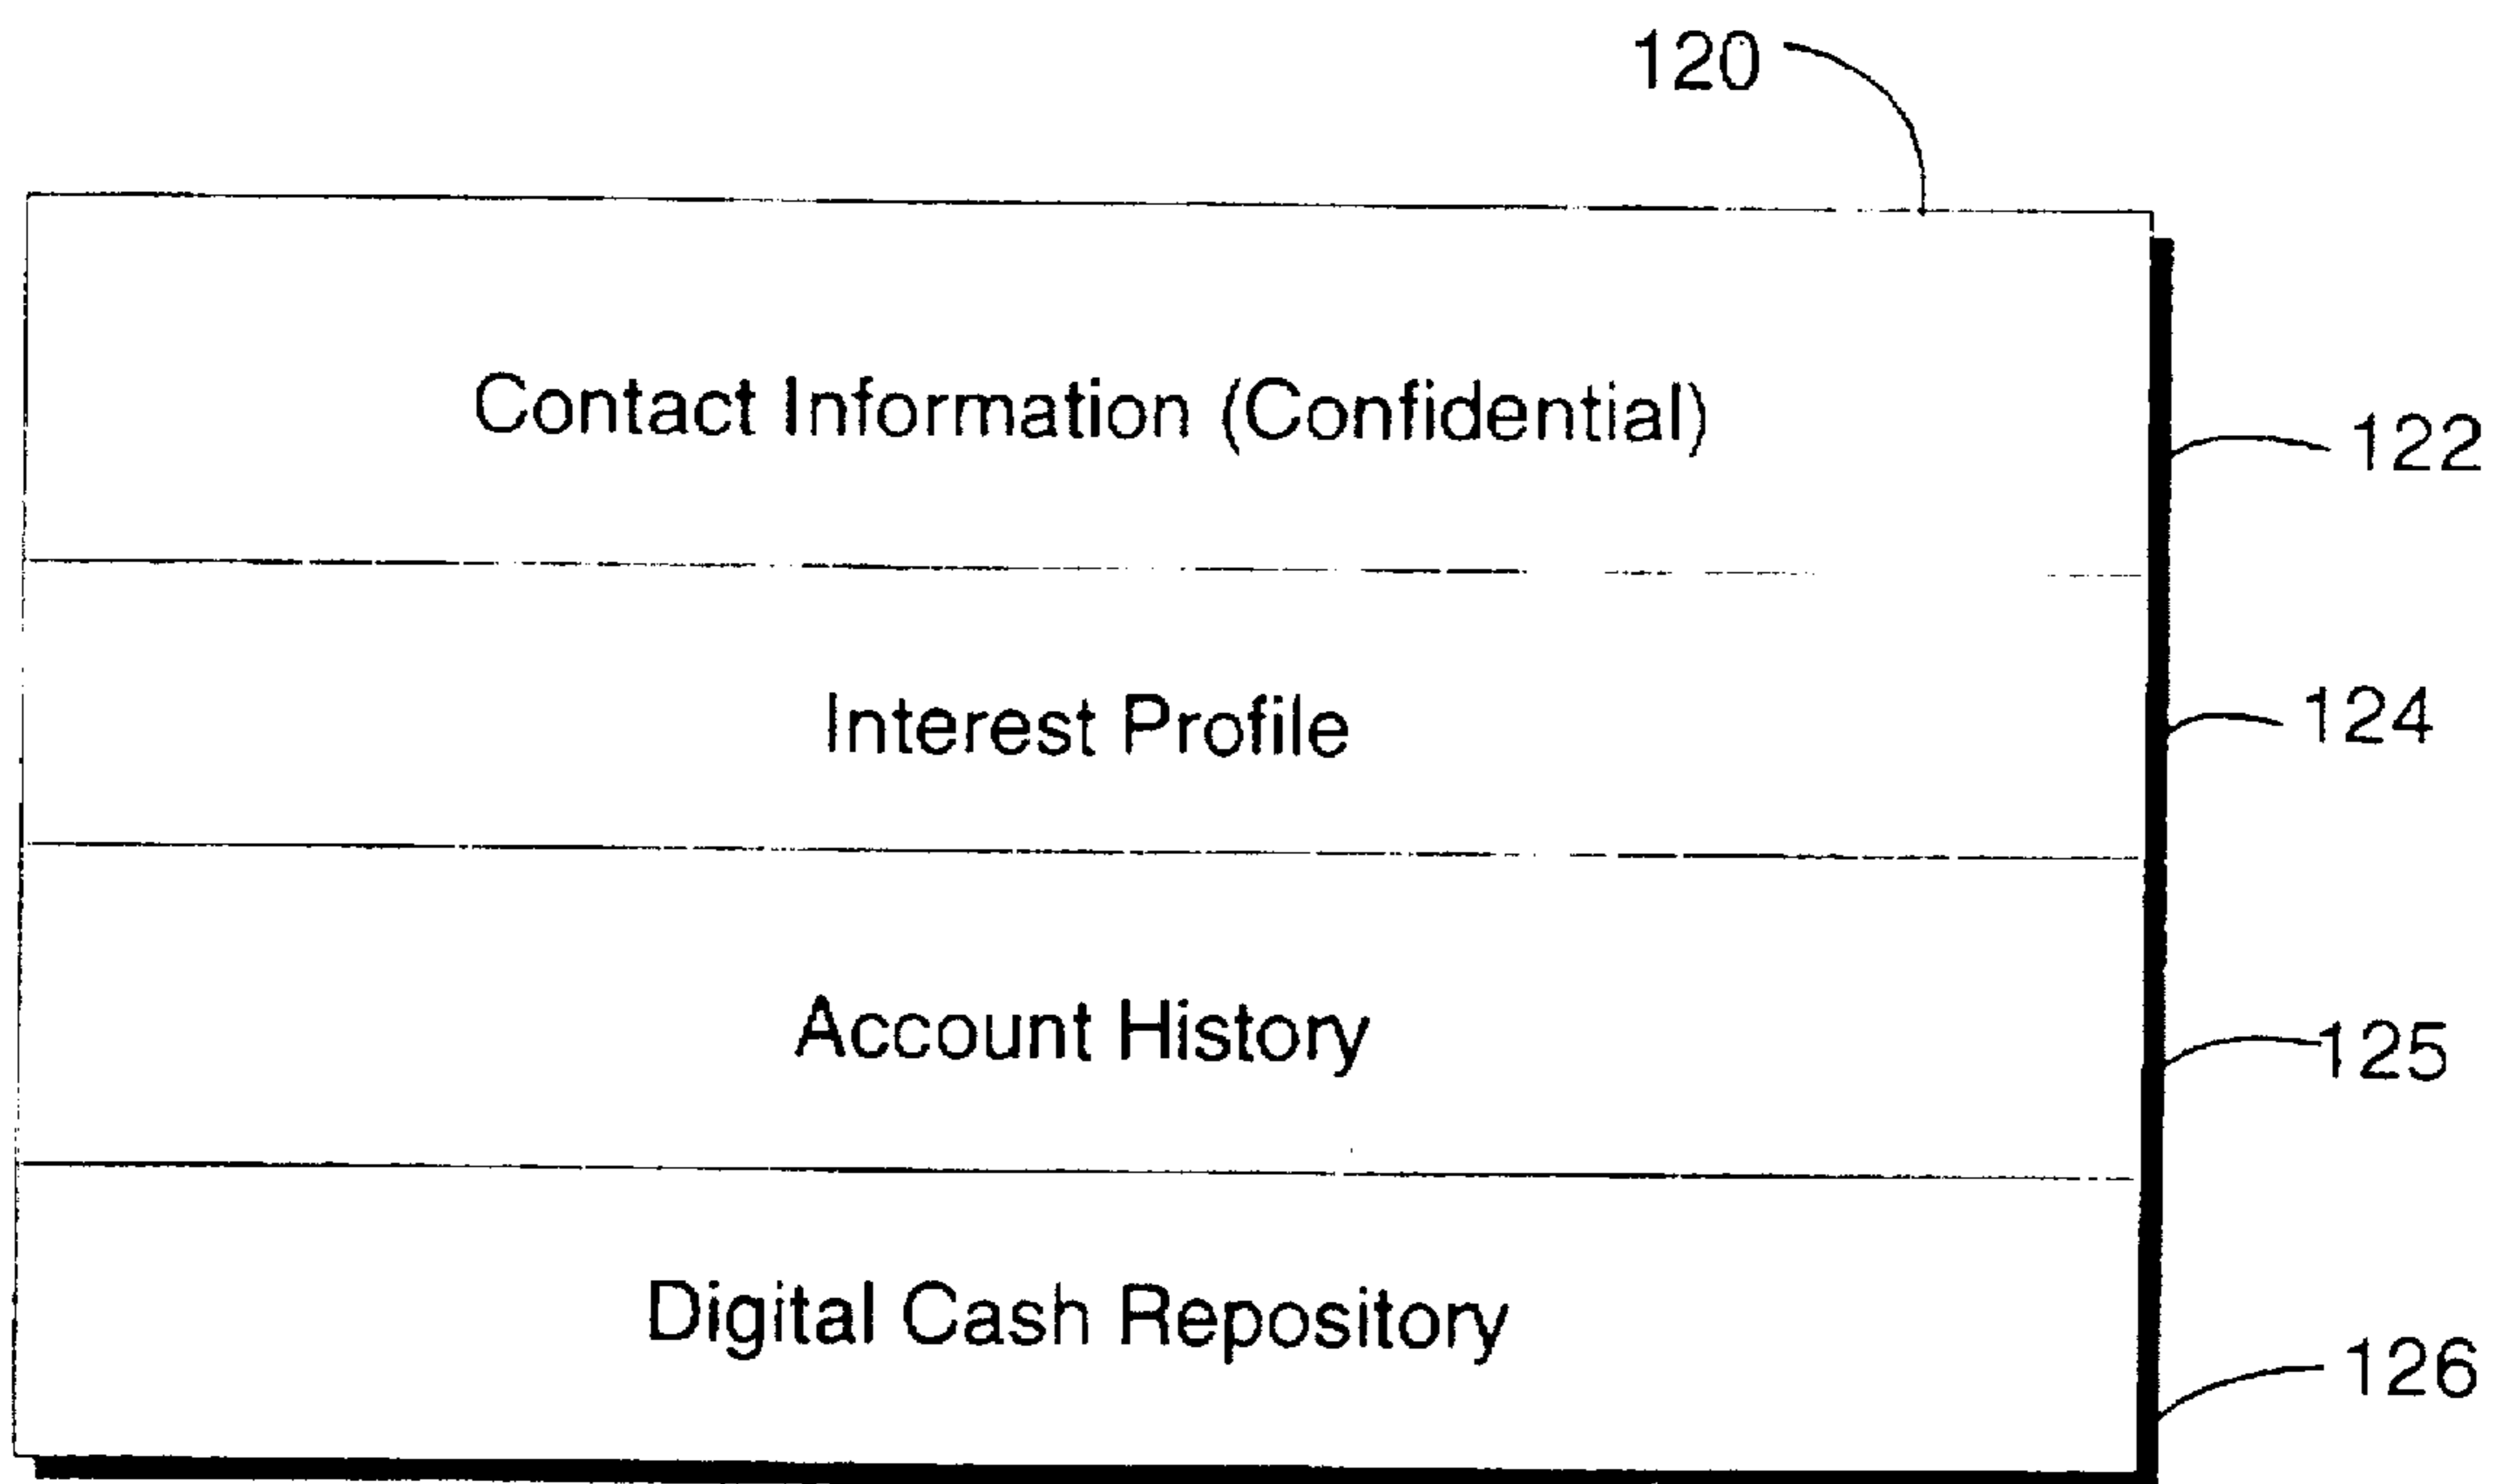 120
Contact Information (Confidential)
122
Interest Profile
124
Account History
125
Digital Cash Repository
126